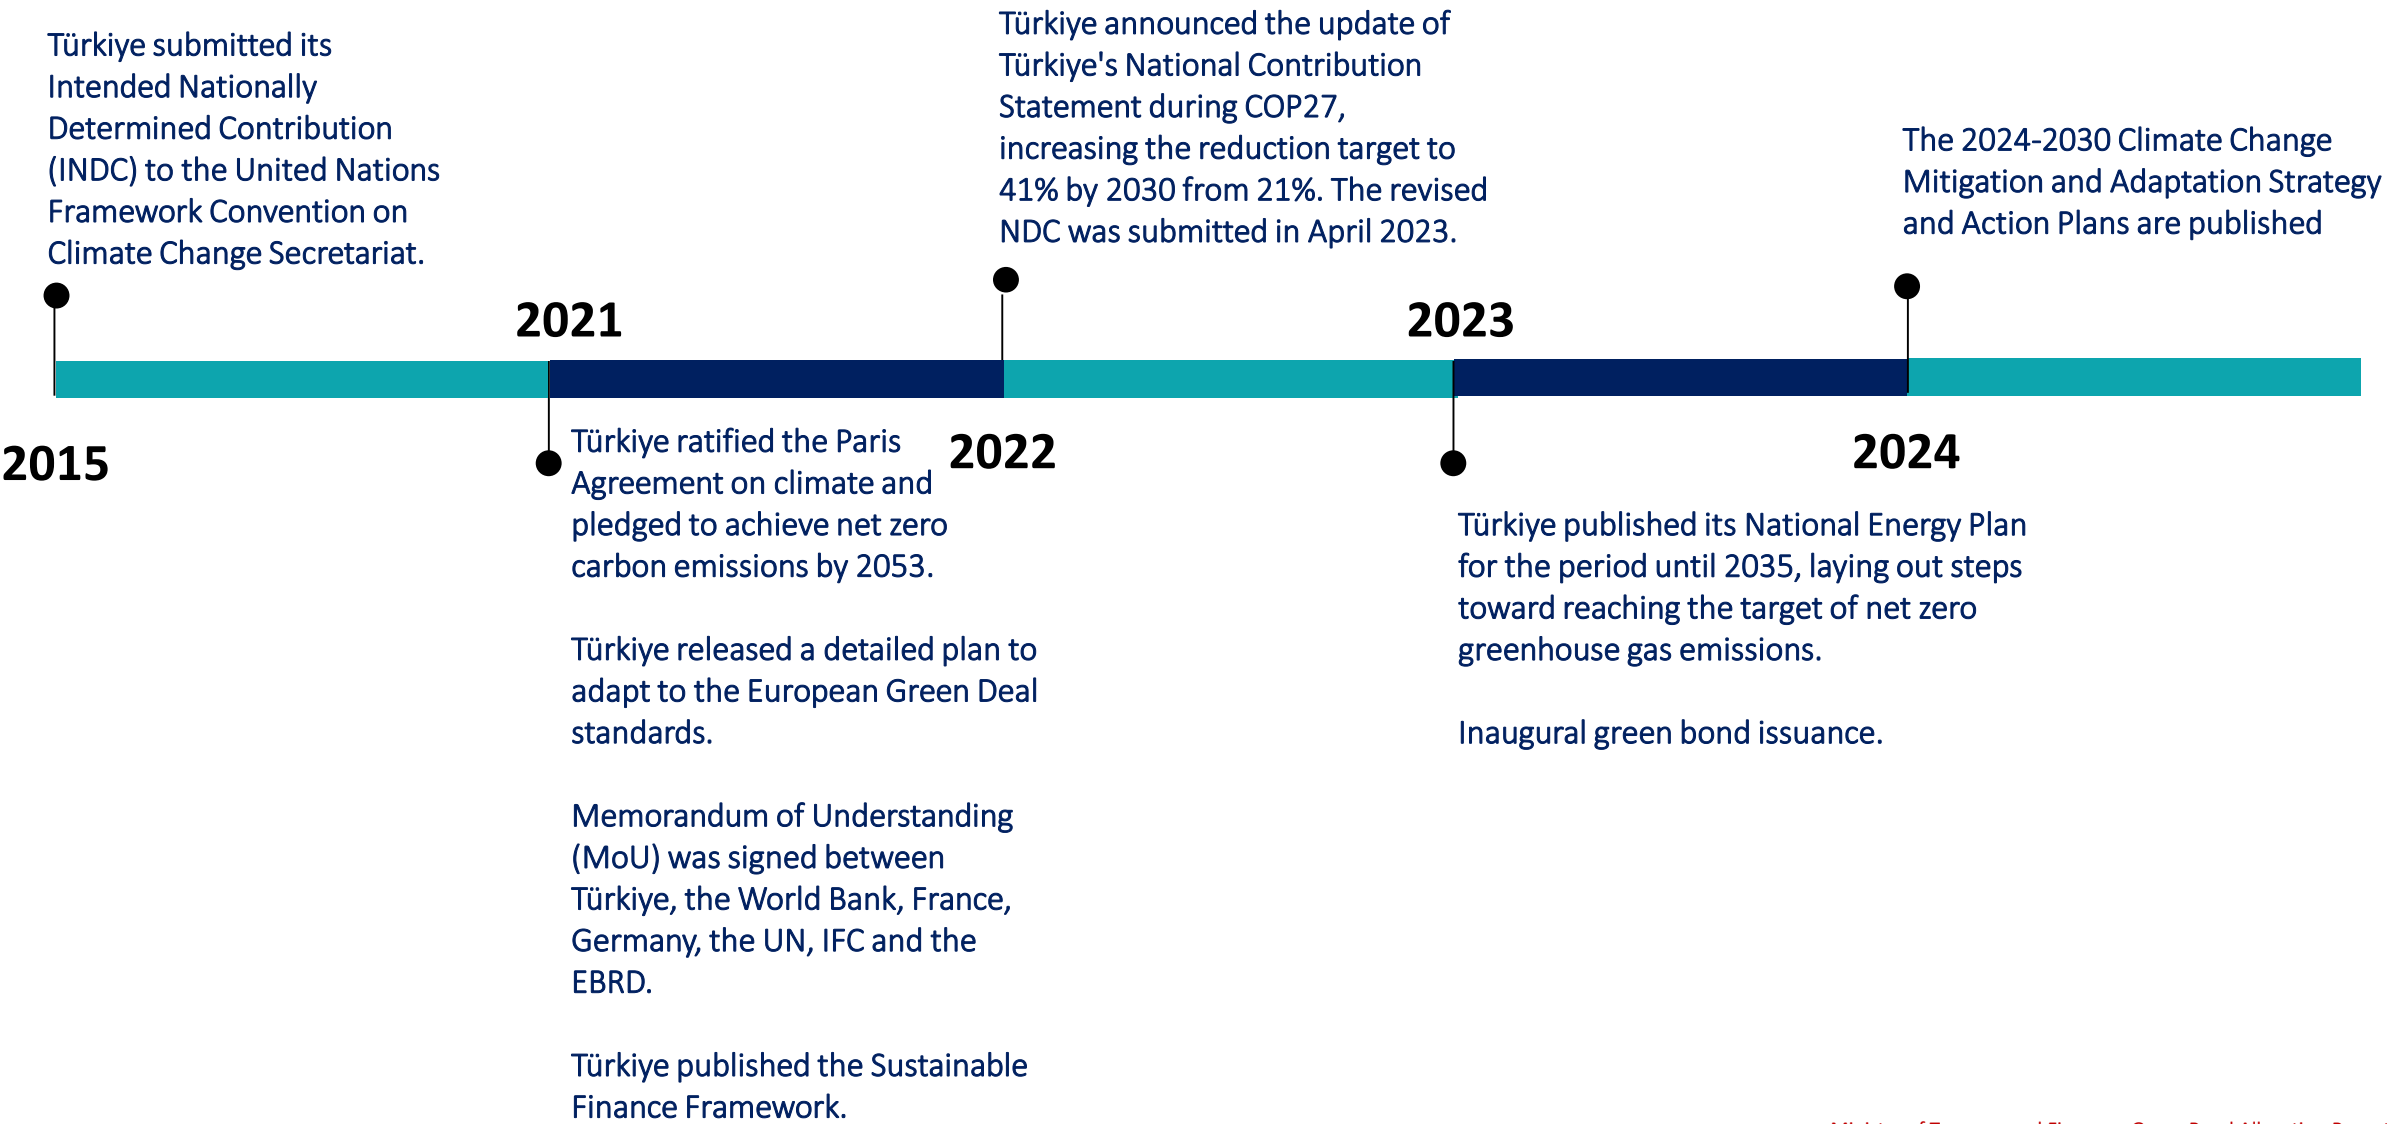 Türkiye submitted its
Intended Nationally
Determined Contribution
(INDC) to the United Nations
Framework Convention on
Climate Change Secretariat.
2015
2021
Türkiye ratified the Paris
Agreement on climate and
pledged to achieve net zero
carbon emissions by 2053.
Türkiye released a detailed plan to
adapt to the European Green Deal
standards.
Memorandum of Understanding
(MoU) was signed between
Türkiye, the World Bank, France,
Germany, the UN, IFC and the
EBRD.
Türkiye published the Sustainable
Finance Framework.
Türkiye announced the update of
Türkiye's National Contribution
Statement during COP27,
increasing the reduction target to
41% by 2030 from 21%. The revised
NDC was submitted in April 2023.
2022
2023
Türkiye published its National Energy Plan
for the period until 2035, laying out steps
toward reaching the target of net zero
greenhouse gas emissions.
Inaugural green bond issuance.
The 2024-2030 Climate Change
Mitigation and Adaptation Strategy
and Action Plans are published
2024